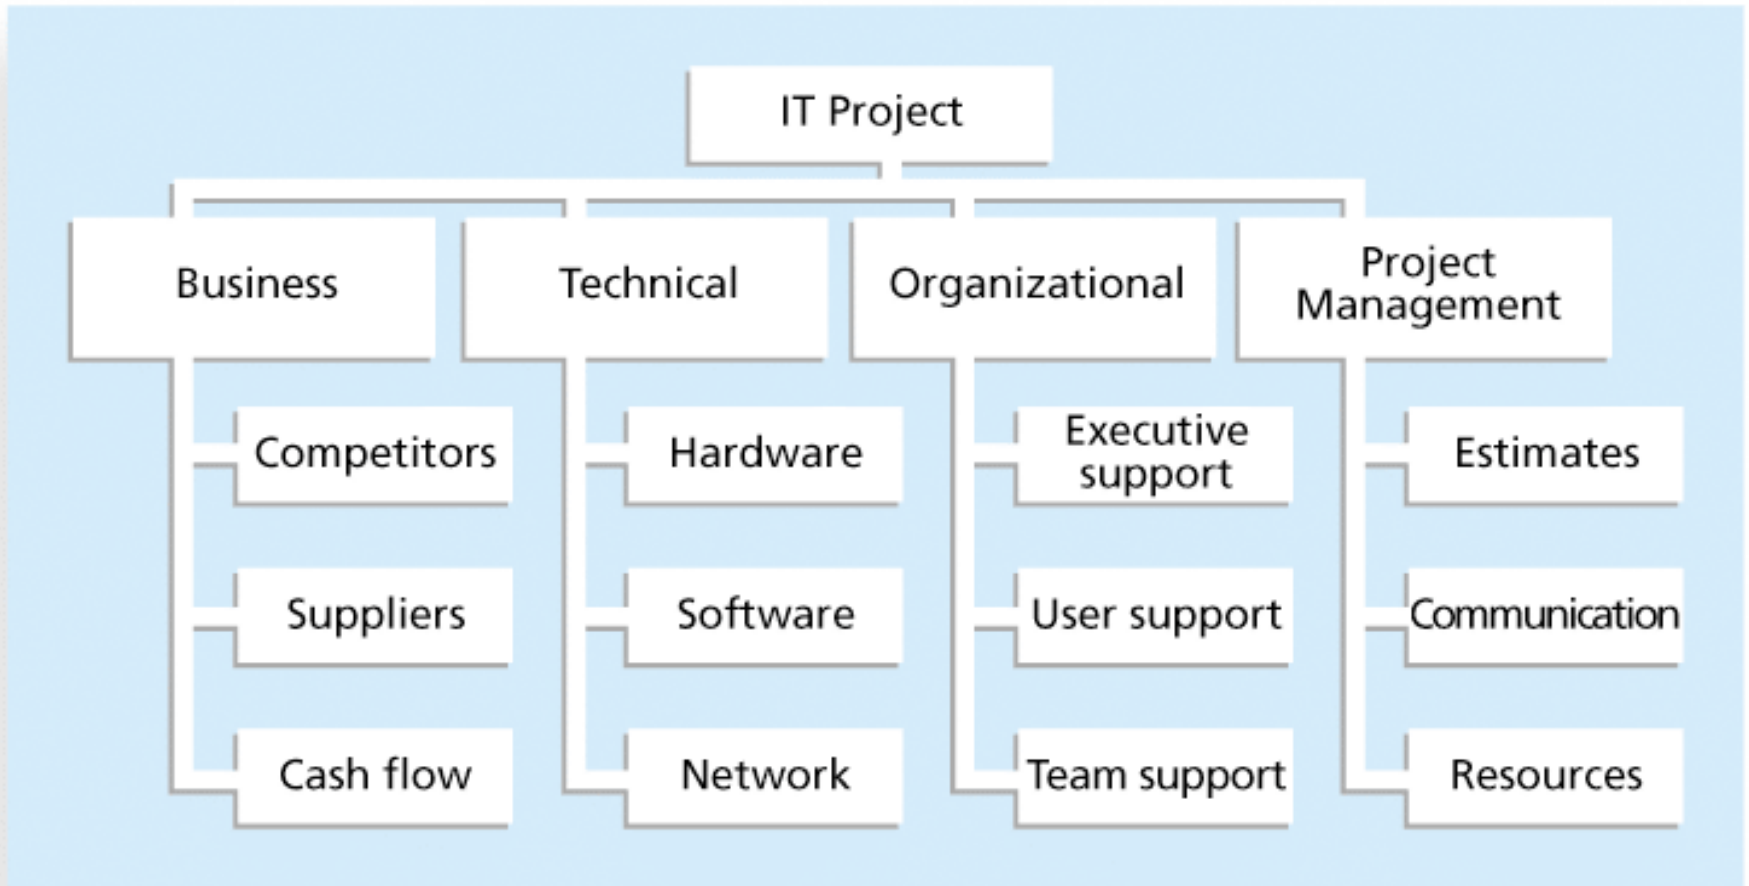 IT Project
Business
Technical
Organizational
Project
Management
Competitors
Hardware
Executive
support
Estimates
Suppliers
Software
User support
Communication
Cash flow
Network
Team support
Resources